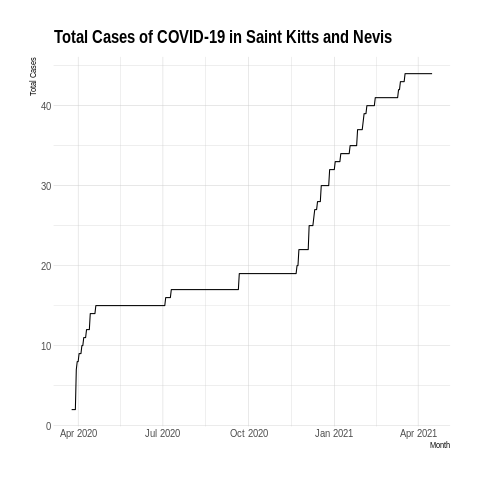 Total Cases of COVID-19 in Saint Kitts and Nevis
Total Cases
40
30
20
10
0
Apr 2020 Jul 2020 Oct 2020 Jan 2021 Apr 2021
Month